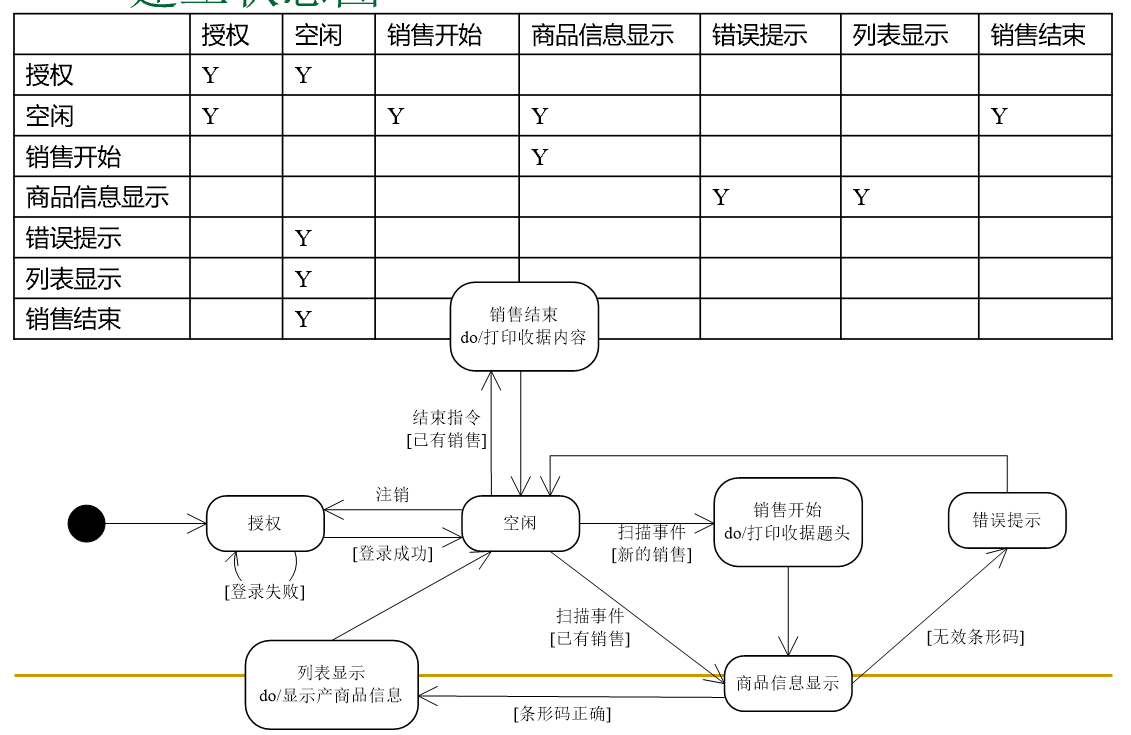 建立状态图
授权 空闲 销售开始 商品信息显示 错误提示 列表显示 销售结束
授权 Y Y
空闲 Y Y Y Y
销售开始 Y
商品信息显示 Y Y
错误提示 Y
列表显示 Y
销售结束 Y
销售结束
do/打印收据内容
结束指令
[已有销售]
注销
授权
空闲
销售开始
do/打印收据题头
错误提示
扫描事件
[新的销售]
[登录成功]
[登录失败]
扫描事件
[已有销售]
[无效条形码]
列表显示
do/显示产商品信息
商品信息显示
[条形码正确]